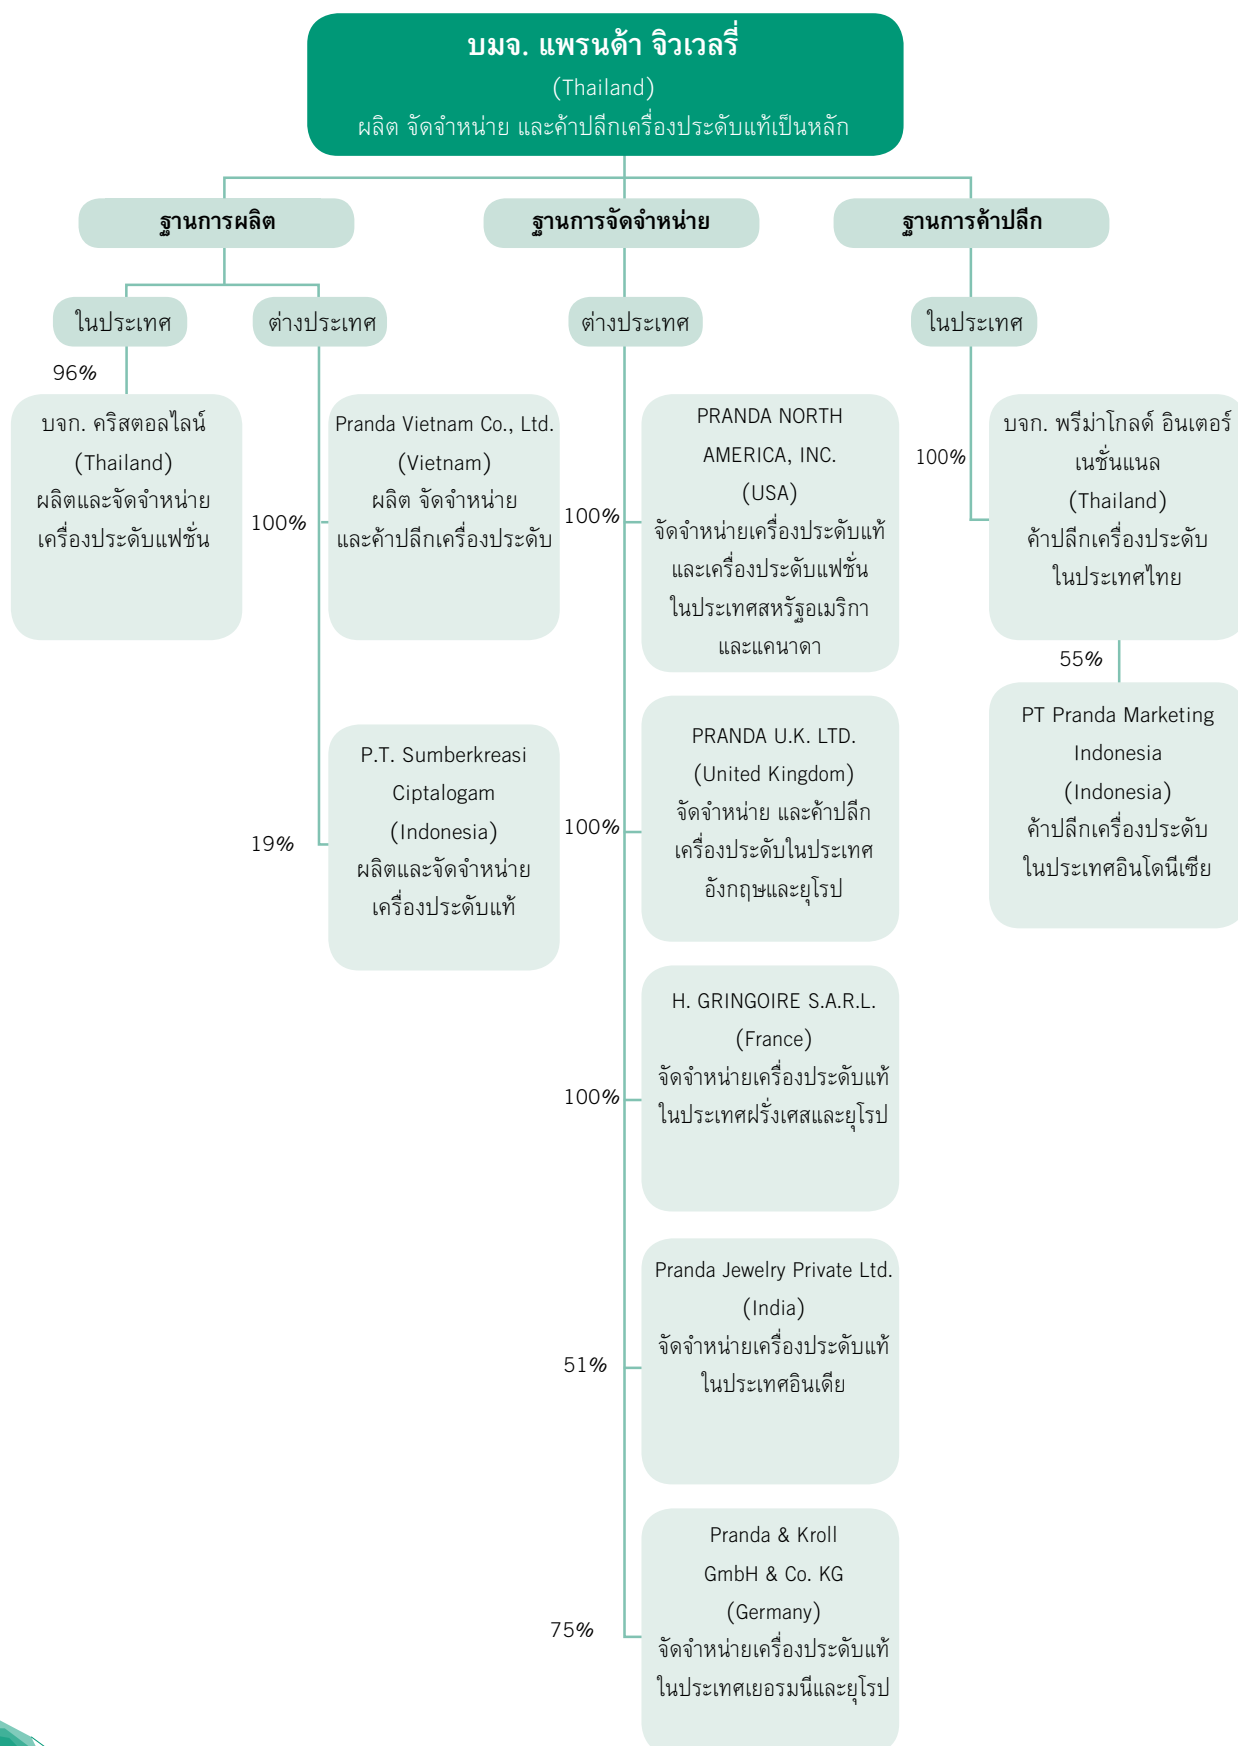 บมจ. แพรนด้า จิวเวลรี่
(Thailand)
ผลิต จัดจำหน่าย และค้าปลีกเครื่องประดับแท้เป็นหลัก
ฐานการผลิต
ฐานการจัดจำหน่าย
ฐานการค้าปลีก
ในประเทศ
ต่างประเทศ
ต่างประเทศ
ในประเทศ
96%
บจก. คริสตอลไลน์
(Thailand)
ผลิตและจัดจำหน่าย
เครื่องประดับแฟชั่น
100%
Pranda Vietnam Co., Ltd.
(Vietnam)
ผลิต จัดจำหน่าย
และค้าปลีกเครื่องประดับ
19%
P.T. Sumberkreasi
Ciptalogam
(Indonesia)
ผลิตและจัดจำหน่าย
เครื่องประดับแท้
100%
PRANDA NORTH
AMERICA, INC.
(USA)
จัดจำหน่ายเครื่องประดับแท้
และเครื่องประดับแฟชั่น
ในประเทศสหรัฐอเมริกา
และแคนาดา
100%
PRANDA U.K. LTD.
(United Kingdom)
จัดจำหน่าย และค้าปลีก
เครื่องประดับในประเทศ
อังกฤษและยุโรป
100%
H. GRINGOIRE S.A.R.L.
(France)
จัดจำหน่ายเครื่องประดับแท้
ในประเทศฝรั่งเศสและยุโรป
51%
Pranda Jewelry Private Ltd.
(India)
จัดจำหน่ายเครื่องประดับแท้
ในประเทศอินเดีย
75%
Pranda & Kroll
GmbH & Co. KG
(Germany)
จัดจำหน่ายเครื่องประดับแท้
ในประเทศเยอรมนีและยุโรป
100%
บจก. พรีม่าโกลด์ อินเตอร์
เนชั่นแนล
(Thailand)
ค้าปลีกเครื่องประดับ
ในประเทศไทย
55%
PT Pranda Marketing
Indonesia
(Indonesia)
ค้าปลีกเครื่องประดับ
ในประเทศอินโดนีเซีย